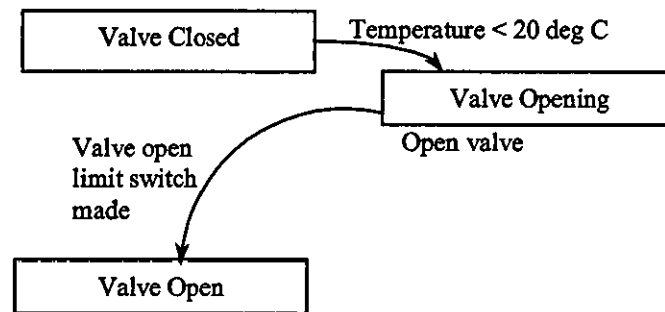 Valve Closed
Temperature < 20 deg C
Valve Opening
Open valve
Valve open
limit switch
made
Valve Open